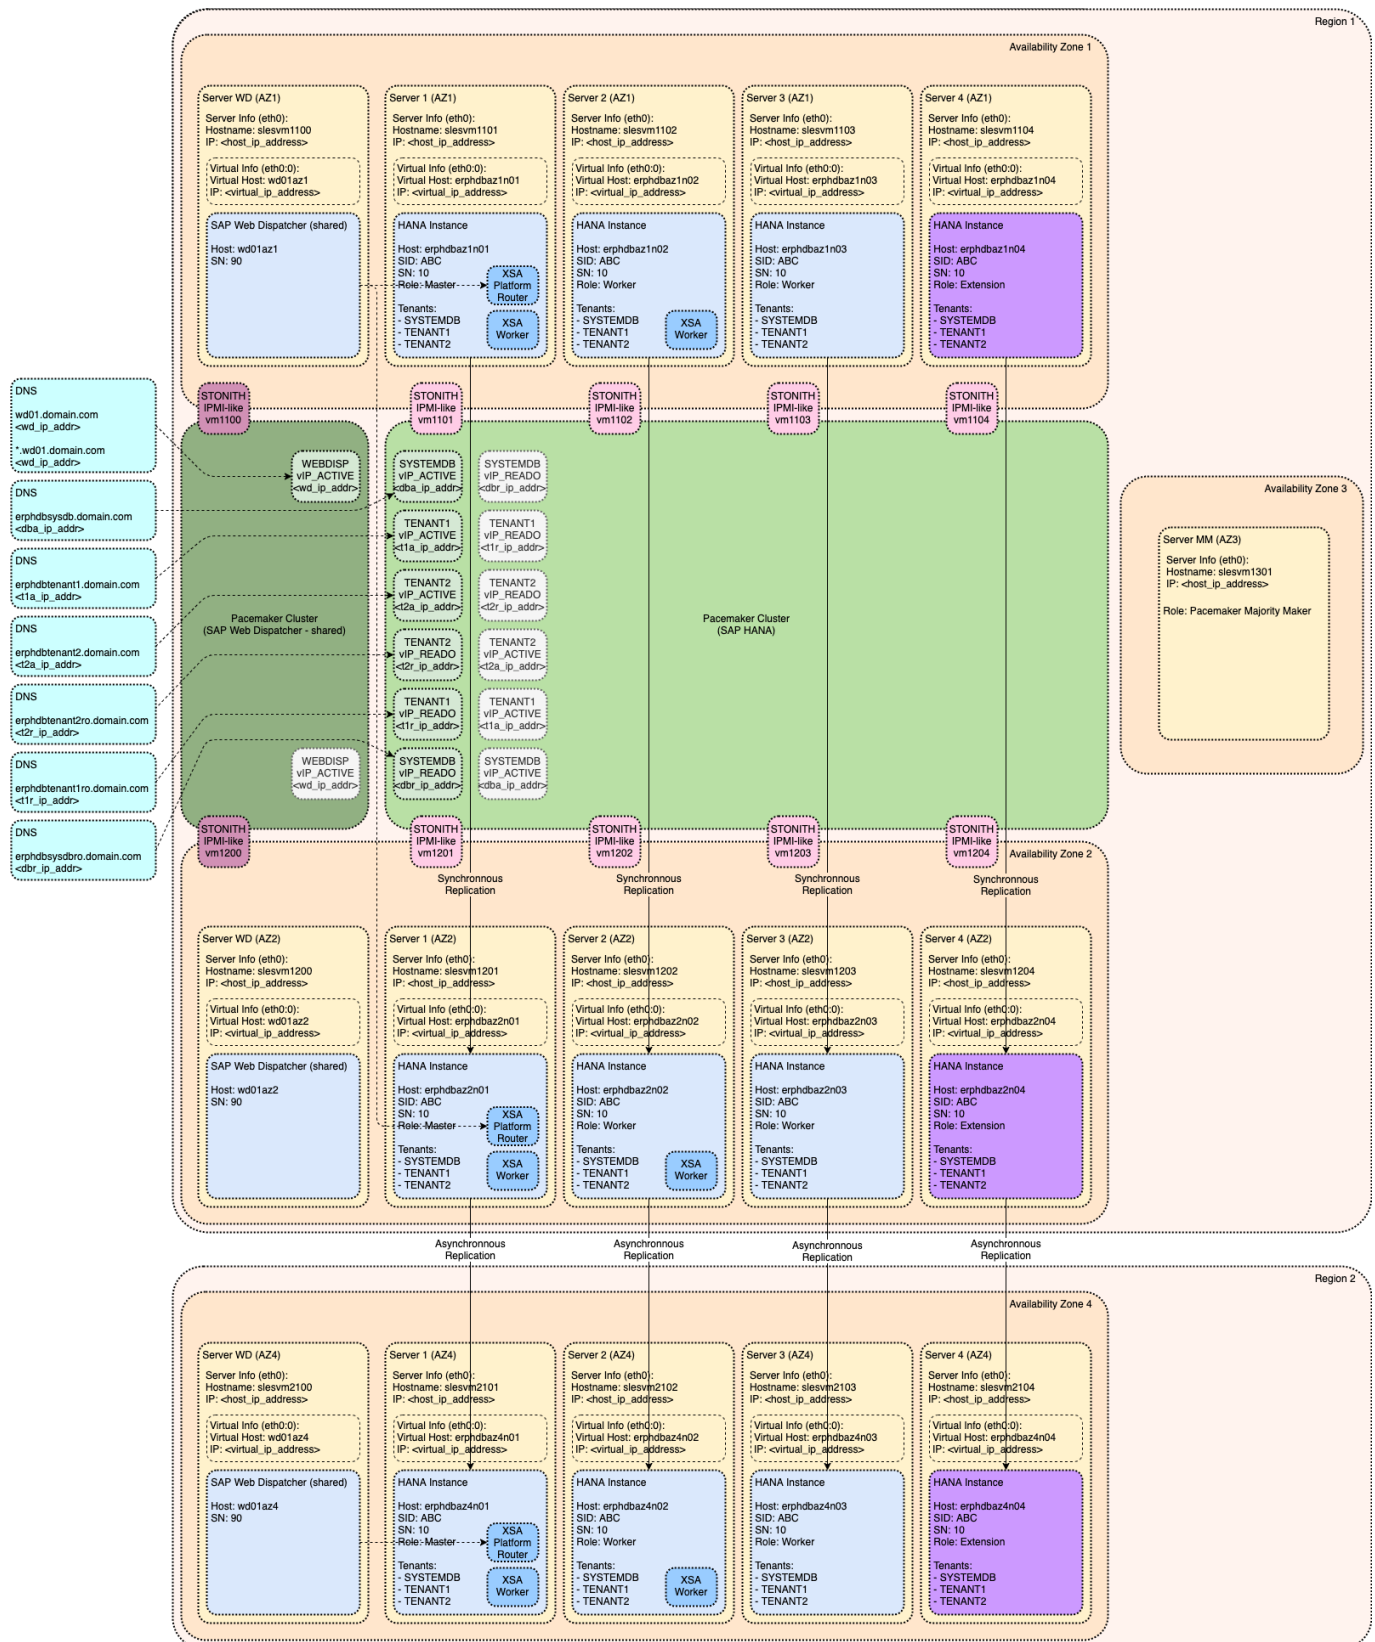 Region 1
Availability Zone 1
Server WD (AZ1)
Server Info (eth0):
Hostname: slesvm1100
IP: <host_ip_address>
Virtual Info (eth0:0):
Virtual Host: wd01az1
IP: <virtual_ip_address>
SAP Web Dispatcher (shared)
Host: wd01az1
SN: 90
Server 1 (AZ1)
Server Info (eth0):
Hostname: slesvm1101
IP: <host_ip_address>
Virtual Info (eth0:0):
Virtual Host: erphdbaz1n01
IP: <virtual_ip_address>
HANA Instance
Host: erphdbaz1n01
SID: ABC
SN: 10
Role: Master
Tenants:
- SYSTEMDB
- TENANT1
- TENANT2
XSA
Platform
Router
XSA
Worker
Server 2 (AZ1)
Server Info (eth0):
Hostname: slesvm1102
IP: <host_ip_address>
Virtual Info (eth0:0):
Virtual Host: erphdbaz1n02
IP: <virtual_ip_address>
HANA Instance
Host: erphdbaz1n02
SID: ABC
SN: 10
Role: Worker
Tenants:
- SYSTEMDB
- TENANT1
- TENANT2
XSA
Worker
Server 3 (AZ1)
Server Info (eth0):
Hostname: slesvm1103
IP: <host_ip_address>
Virtual Info (eth0:0):
Virtual Host: erphdbaz1n03
IP: <virtual_ip_address>
HANA Instance
Host: erphdbaz1n03
SID: ABC
SN: 10
Role: Worker
Tenants:
- SYSTEMDB
- TENANT1
- TENANT2
Server 4 (AZ1)
Server Info (eth0):
Hostname: slesvm1104
IP: <host_ip_address>
Virtual Info (eth0:0):
Virtual Host: erphdbaz1n04
IP: <virtual_ip_address>
HANA Instance
Host: erphdbaz1n04
SID: ABC
SN: 10
Role: Extension
Tenants:
- SYSTEMDB
- TENANT1
- TENANT2
STONITH
IPMI-like
vm1100
STONITH
IPMI-like
vm1101
STONITH
IPMI-like
vm1102
STONITH
IPMI-like
vm1103
STONITH
IPMI-like
vm1104
DNS
wd01.domain.com
<wd_ip_addr>
*.wd01.domain.com
<wd_ip_addr>
DNS
erphdbsysdb.domain.com
<dba_ip_addr>
DNS
erphdbtenant1.domain.com
<t1a_ip_addr>
DNS
erphdbtenant2.domain.com
<t2a_ip_addr>
DNS
erphdbtenant2ro.domain.com
<t2r_ip_addr>
DNS
erphdbtenant1ro.domain.com
<t1r_ip_addr>
DNS
erphdbsysdbro.domain.com
<dbr_ip_addr>
WEBDISP
vIP_ACTIVE
<wd_ip_addr>
Pacemaker Cluster
(SAP Web Dispatcher - shared)
WEBDISP
vIP_ACTIVE
<wd_ip_addr>
SYSTEMDB
vIP_ACTIVE
<dba_ip_addr>
SYSTEMDB
vIP_READO
<dbr_ip_addr>
TENANT1
vIP_ACTIVE
<t1a_ip_addr>
TENANT1
vIP_READO
<t1r_ip_addr>
TENANT2
vIP_ACTIVE
<t2a_ip_addr>
TENANT2
vIP_READO
<t2r_ip_addr>
TENANT2
vIP_READO
<t2r_ip_addr>
TENANT2
vIP_ACTIVE
<t2a_ip_addr>
TENANT1
vIP_READO
<t1r_ip_addr>
TENANT1
vIP_ACTIVE
<t1a_ip_addr>
SYSTEMDB
vIP_READO
<dbr_ip_addr>
SYSTEMDB
vIP_ACTIVE
<dba_ip_addr>
Pacemaker Cluster
(SAP HANA)
Availability Zone 3
Server MM (AZ3)
Server Info (eth0):
Hostname: slesvm1301
IP: <host_ip_address>
Role: Pacemaker Majority Maker
STONITH
IPMI-like
vm1200
STONITH
IPMI-like
vm1201
STONITH
IPMI-like
vm1202
STONITH
IPMI-like
vm1203
STONITH
IPMI-like
vm1204
Availability Zone 2
Synchronnous
Replication
Synchronnous
Replication
Synchronnous
Replication
Synchronnous
Replication
Server WD (AZ2)
Server Info (eth0):
Hostname: slesvm1200
IP: <host_ip_address>
Virtual Info (eth0:0):
Virtual Host: wd01az2
IP: <virtual_ip_address>
SAP Web Dispatcher (shared)
Host: wd01az2
SN: 90
Server 1 (AZ2)
Server Info (eth0):
Hostname: slesvm1201
IP: <host_ip_address>
Virtual Info (eth0:0):
Virtual Host: erphdbaz2n01
IP: <virtual_ip_address>
HANA Instance
Host: erphdbaz2n01
SID: ABC
SN: 10
Role: Master
Tenants:
- SYSTEMDB
- TENANT1
- TENANT2
XSA
Platform
Router
XSA
Worker
Server 2 (AZ2)
Server Info (eth0):
Hostname: slesvm1202
IP: <host_ip_address>
Virtual Info (eth0:0):
Virtual Host: erphdbaz2n02
IP: <virtual_ip_address>
HANA Instance
Host: erphdbaz2n02
SID: ABC
SN: 10
Role: Worker
Tenants:
- SYSTEMDB
- TENANT1
- TENANT2
XSA
Worker
Server 3 (AZ2)
Server Info (eth0):
Hostname: slesvm1203
IP: <host_ip_address>
Virtual Info (eth0:0):
Virtual Host: erphdbaz2n03
IP: <virtual_ip_address>
HANA Instance
Host: erphdbaz2n03
SID: ABC
SN: 10
Role: Worker
Tenants:
- SYSTEMDB
- TENANT1
- TENANT2
Server 4 (AZ2)
Server Info (eth0):
Hostname: slesvm1204
IP: <host_ip_address>
Virtual Info (eth0:0):
Virtual Host: erphdbaz2n04
IP: <virtual_ip_address>
HANA Instance
Host: erphdbaz2n04
SID: ABC
SN: 10
Role: Extension
Tenants:
- SYSTEMDB
- TENANT1
- TENANT2
Asynchronnous
Replication
Asynchronnous
Replication
Asynchronnous
Replication
Asynchronnous
Replication
Region 2
Availability Zone 4
Server WD (AZ4)
Server Info (eth0):
Hostname: slesvm2100
IP: <host_ip_address>
Virtual Info (eth0:0):
Virtual Host: wd01az4
IP: <virtual_ip_address>
SAP Web Dispatcher (shared)
Host: wd01az4
SN: 90
Server 1 (AZ4)
Server Info (eth0):
Hostname: slesvm2101
IP: <host_ip_address>
Virtual Info (eth0:0):
Virtual Host: erphdbaz4n01
IP: <virtual_ip_address>
HANA Instance
Host: erphdbaz4n01
SID: ABC
SN: 10
Role: Master
Tenants:
- SYSTEMDB
- TENANT1
- TENANT2
XSA
Platform
Router
XSA
Worker
Server 2 (AZ4)
Server Info (eth0):
Hostname: slesvm2102
IP: <host_ip_address>
Virtual Info (eth0:0):
Virtual Host: erphdbaz4n02
IP: <virtual_ip_address>
HANA Instance
Host: erphdbaz4n02
SID: ABC
SN: 10
Role: Worker
Tenants:
- SYSTEMDB
- TENANT1
- TENANT2
XSA
Worker
Server 3 (AZ4)
Server Info (eth0):
Hostname: slesvm2103
IP: <host_ip_address>
Virtual Info (eth0:0):
Virtual Host: erphdbaz4n03
IP: <virtual_ip_address>
HANA Instance
Host: erphdbaz4n03
SID: ABC
SN: 10
Role: Worker
Tenants:
- SYSTEMDB
- TENANT1
- TENANT2
Server 4 (AZ4)
Server Info (eth0):
Hostname: slesvm2104
IP: <host_ip_address>
Virtual Info (eth0:0):
Virtual Host: erphdbaz4n04
IP: <virtual_ip_address>
HANA Instance
Host: erphdbaz4n04
SID: ABC
SN: 10
Role: Extension
Tenants:
- SYSTEMDB
- TENANT1
- TENANT2